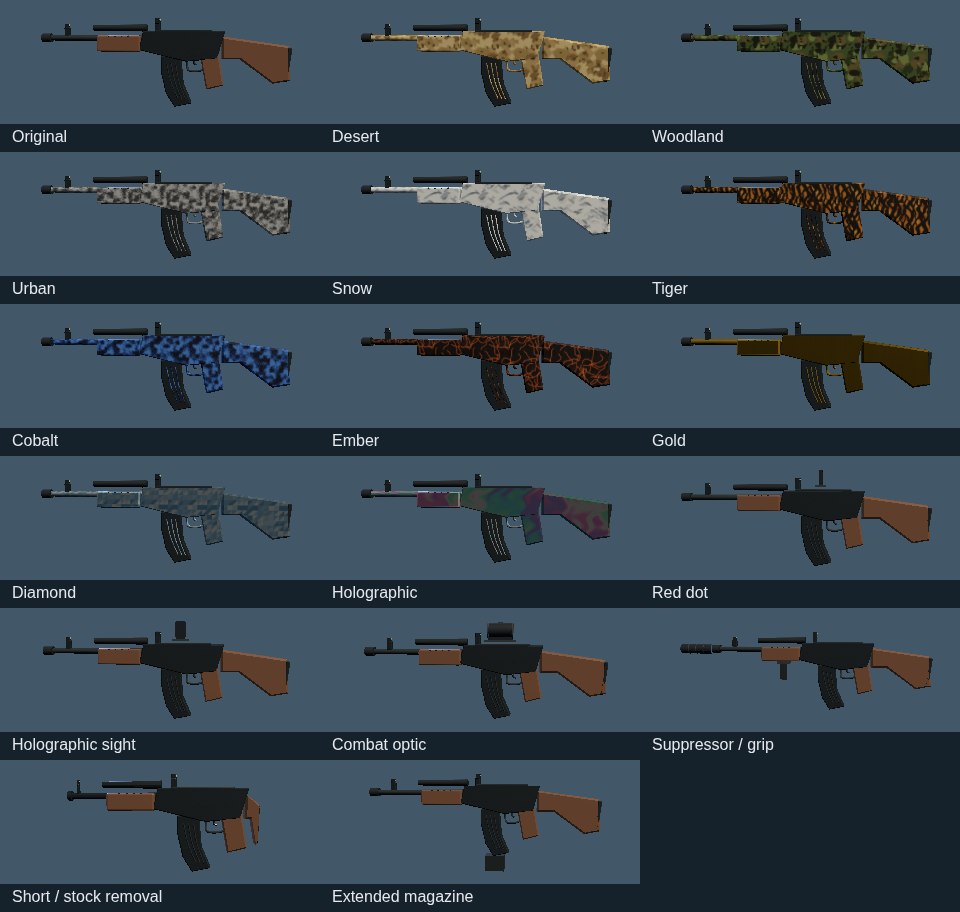 Original
Desert
Woodland
Urban
Snow
Tiger
Cobalt
Ember
Gold
Diamond
Holographic
Red dot
Holographic sight
Combat optic
Suppressor / grip
Short / stock removal
Extended magazine